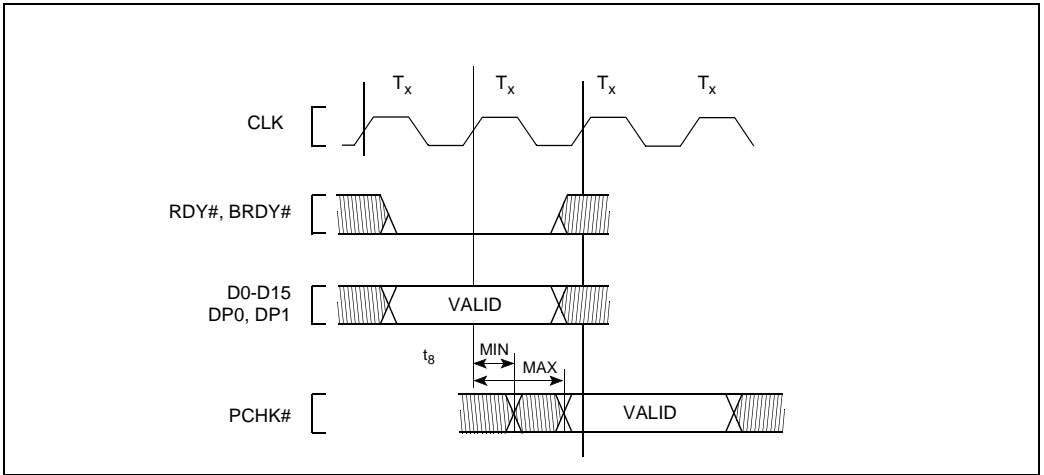 Tx Tx Tx Tx
CLK
RDY#, BRDY#
D0-D15
DP0, DP1
VALID
t8 MIN
MAX
PCHK#
VALID